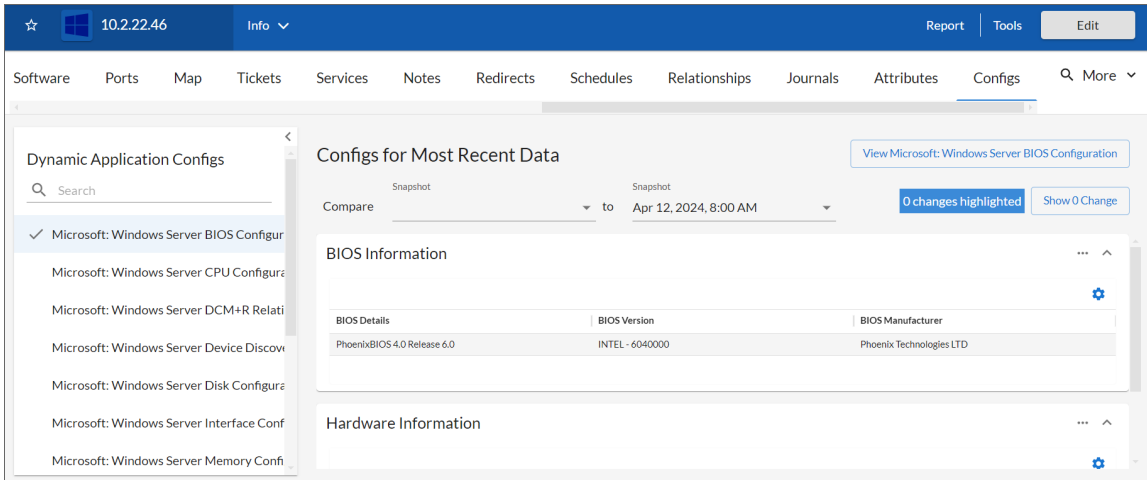 10.2.22.46
Info
Report
Tools
Edit
Software Ports Map Tickets Services Notes Redirects Schedules Relationships Journals Attributes Configs More
Dynamic Application Configs
Search
Microsoft: Windows Server BIOS Configur
Microsoft: Windows Server CPU Configura
Microsoft: Windows Server DCM+R Relati
Microsoft: Windows Server Device Discove
Microsoft: Windows Server Disk Configura
Microsoft: Windows Server Interface Conf
Microsoft: Windows Server Memory Confi
Configs for Most Recent Data
View Microsoft: Windows Server BIOS Configuration
Snapshot Snapshot
Compare to Apr 12, 2024, 8:00 AM
0 changes highlighted
Show 0 Change
BIOS Information
BIOS Details BIOS Version BIOS Manufacturer
PhoenixBIOS 4.0 Release 6.0 INTEL - 6040000 Phoenix Technologies LTD
Hardware Information